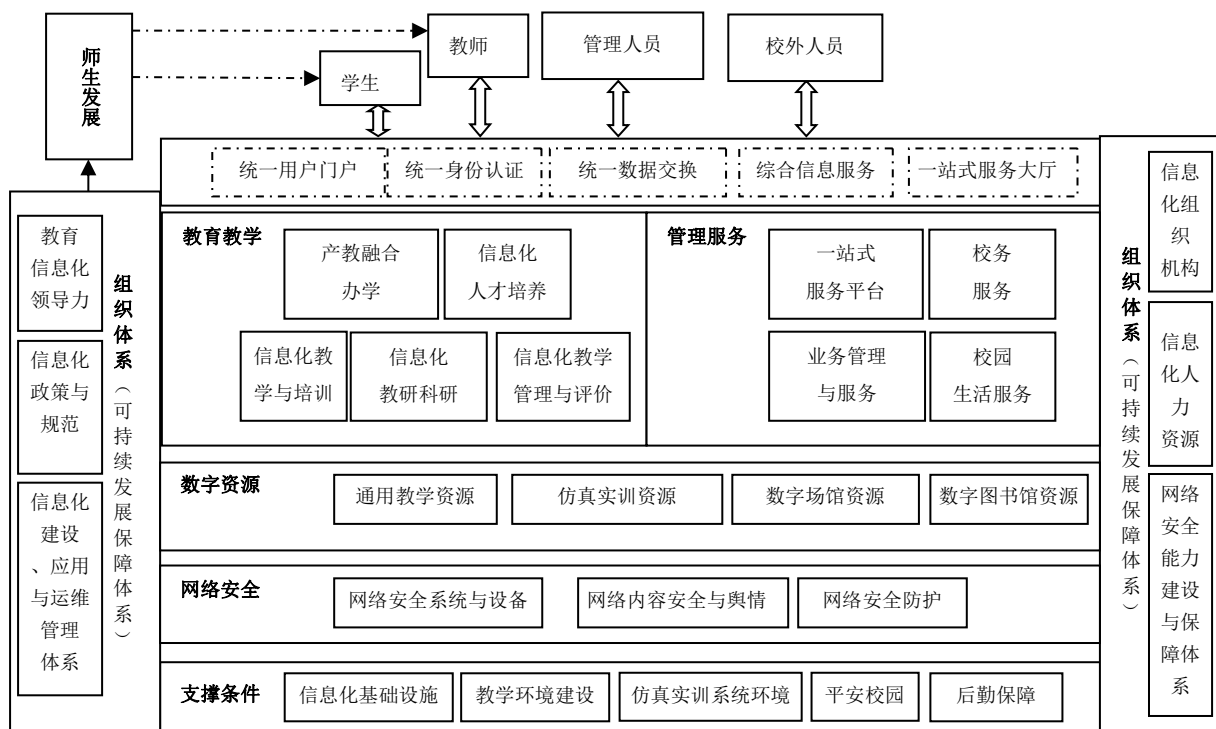 师生发展
教师
管理人员
校外人员
学生
统一用户门户
统一身份认证
统一数据交换
综合信息服务
一站式服务大厅
教育
信息化
领导力
信息化
政策与
规范
信息化
建设
、应用
与运维
管理
体系
组织体系（可持续发展保障体系）
教育教学
产教融合
办学
信息化
人才培养
信息化教
学与培训
信息化
教研科研
信息化教学
管理与评价
管理服务
一站式
服务平台
校务
服务
业务管理
与服务
校园
生活服务
数字资源
通用教学资源
仿真实训资源
数字场馆资源
数字图书馆资源
网络安全
网络安全系统与设备
网络内容安全与舆情
网络安全防护
支撑条件
信息化基础设施
教学环境建设
仿真实训系统环境
平安校园
后勤保障
组织体系（可持续发展保障体系）
信息
化组
织
机构
信息
化人
力
资源
网络
安全
能力
建设
与保
障体
系